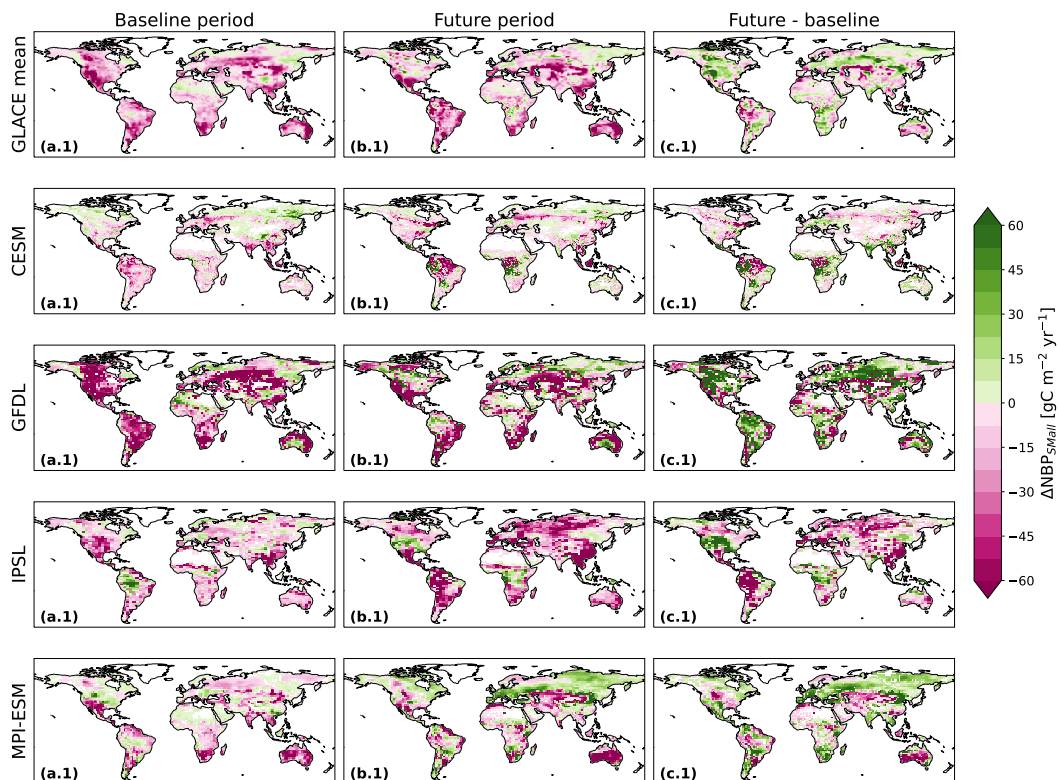 Baseline period Future period Future - baseline
GLACE mean
(a.1) (b.1) (c.1)
CESM
(a.1) (b.1) (c.1)
GFDL
(a.1) (b.1) (c.1)
IPSL
(a.1) (b.1) (c.1)
MPI-ESM
(a.1) (b.1) (c.1)
60
45
30
15
0
−15
−30
−45
−60
ΔNBP_{SMall} [gC m⁻² yr⁻¹]